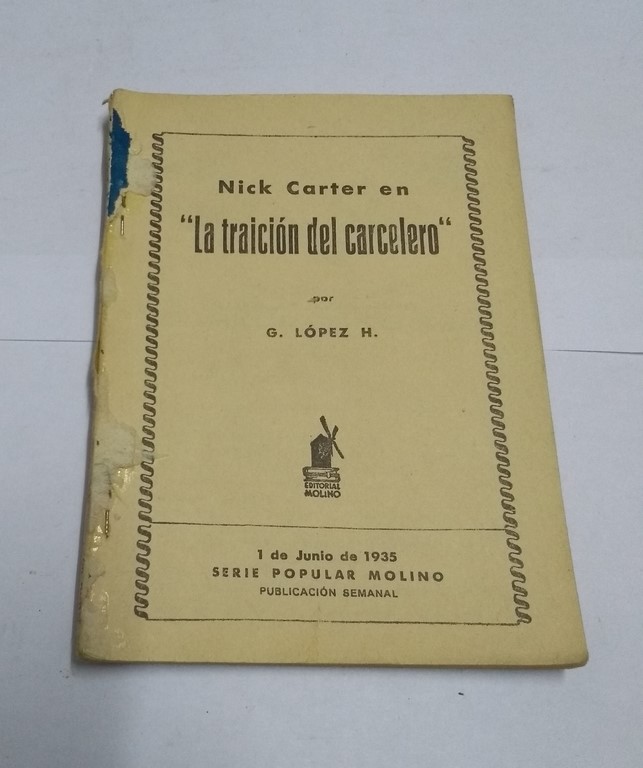 Nick Carter en
"La traición del carcelero"
por
G. LÓPEZ H.
EDITORIAL
MOLINO
1 de Junio de 1935
SERIE POPULAR MOLINO
PUBLICACIÓN SEMANAL